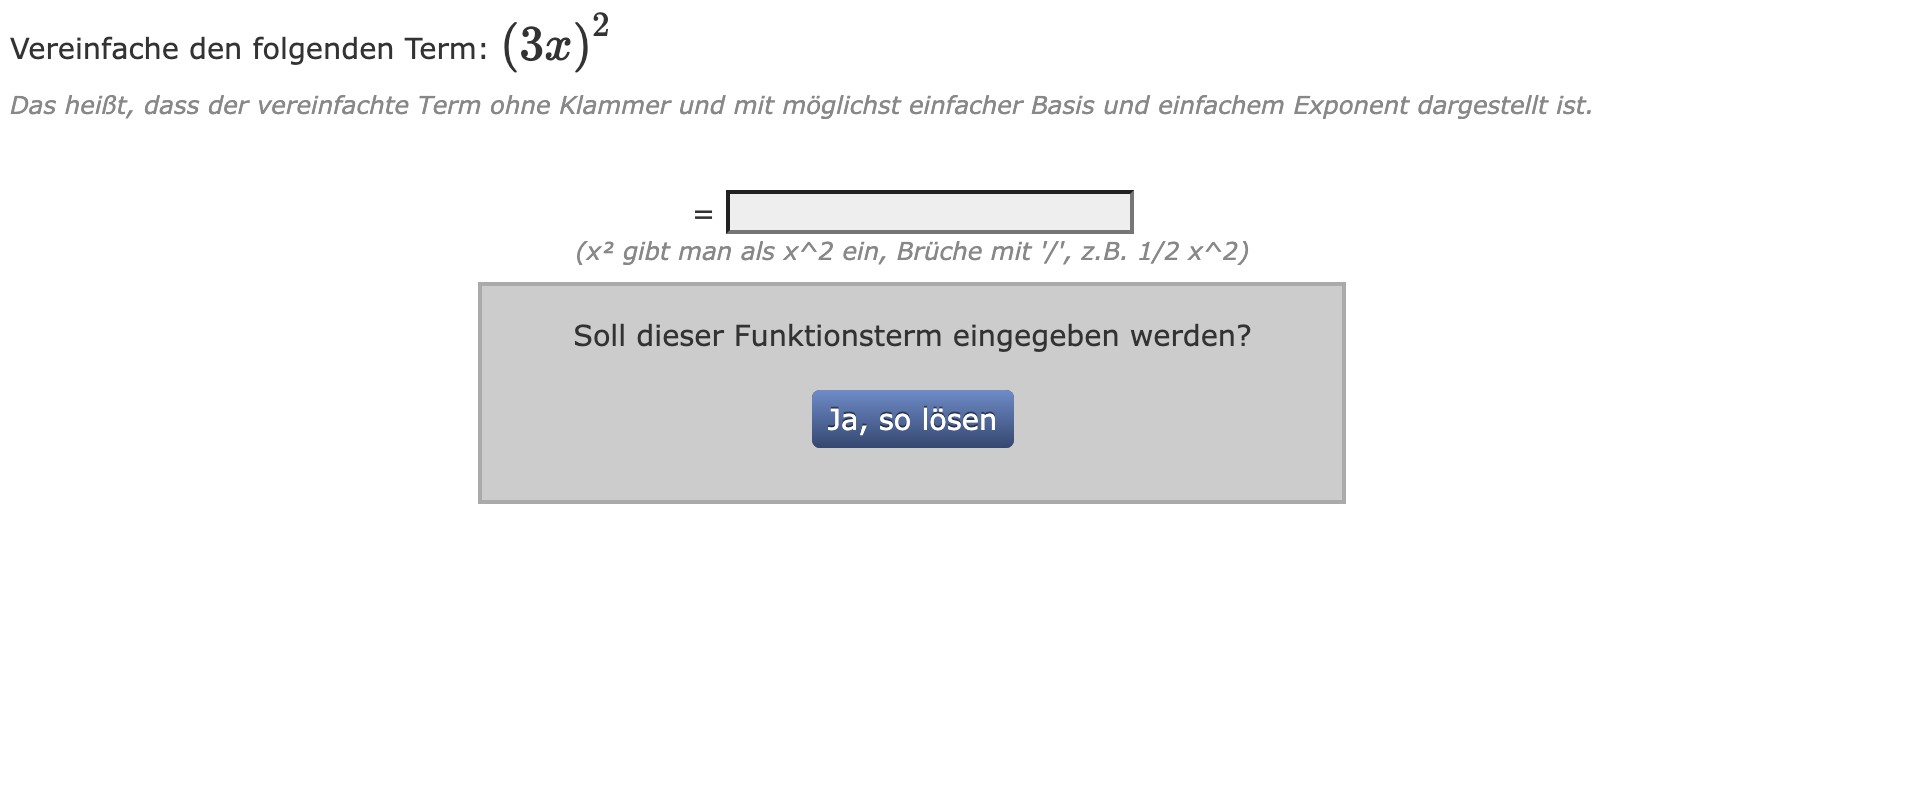 Vereinfache den folgenden Term: (3x)²
Das heißt, dass der vereinfachte Term ohne Klammer und mit möglichst einfacher Basis und einfachem Exponent dargestellt ist.
=
(x² gibt man als x^2 ein, Brüche mit '/', z.B. 1/2 x^2)
Soll dieser Funktionsterm eingegeben werden?
Ja, so lösen